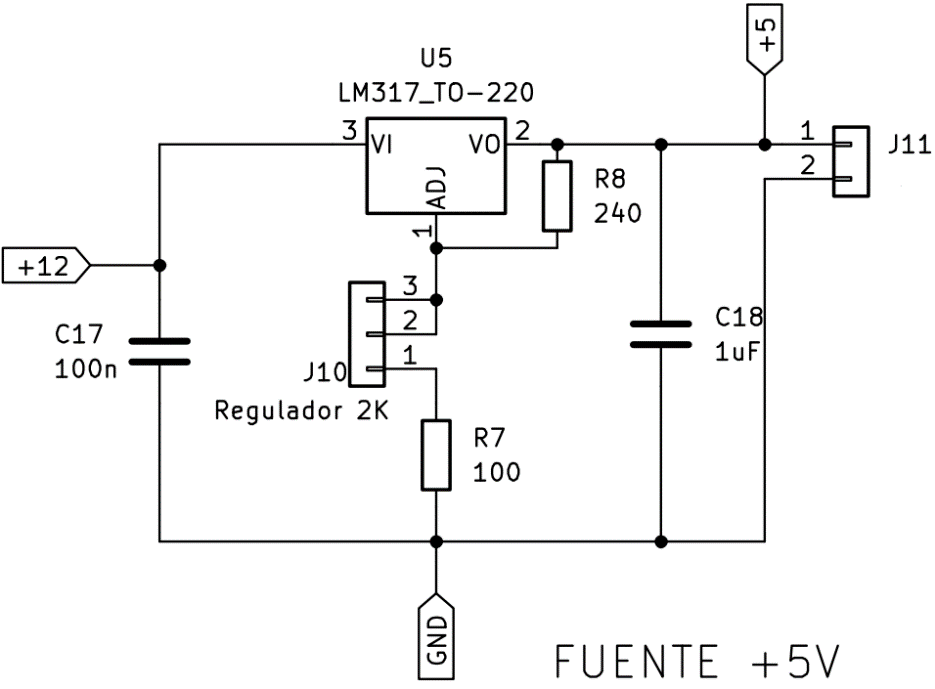 +5
U5
LM317_TO-220
3
VI
VO
2
1
J11
2
ADJ
1
R8
240
+12
3
2
1
C17
100n
J10
Regulador 2K
C18
1uF
R7
100
GND
FUENTE +5V